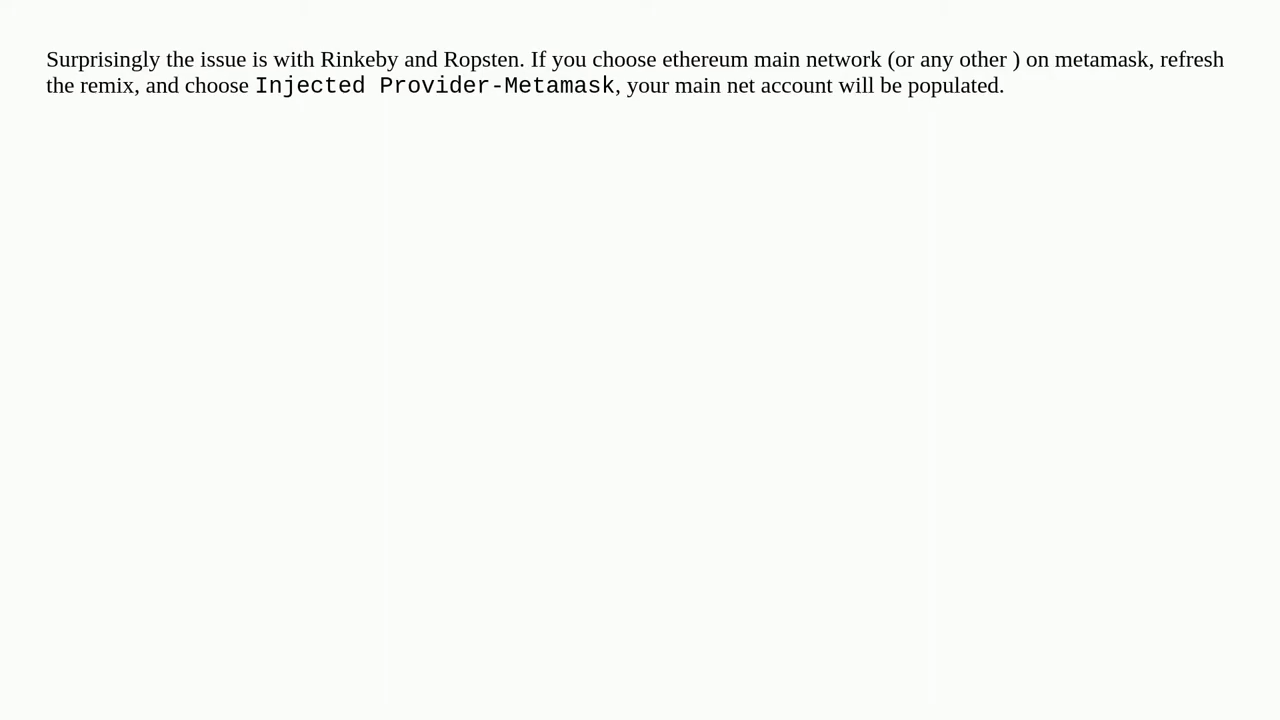 Surprisingly the issue is with Rinkeby and Ropsten. If you choose ethereum main network (or any other ) on metamask, refresh
the remix, and choose Injected Provider-Metamask, your main net account will be populated.